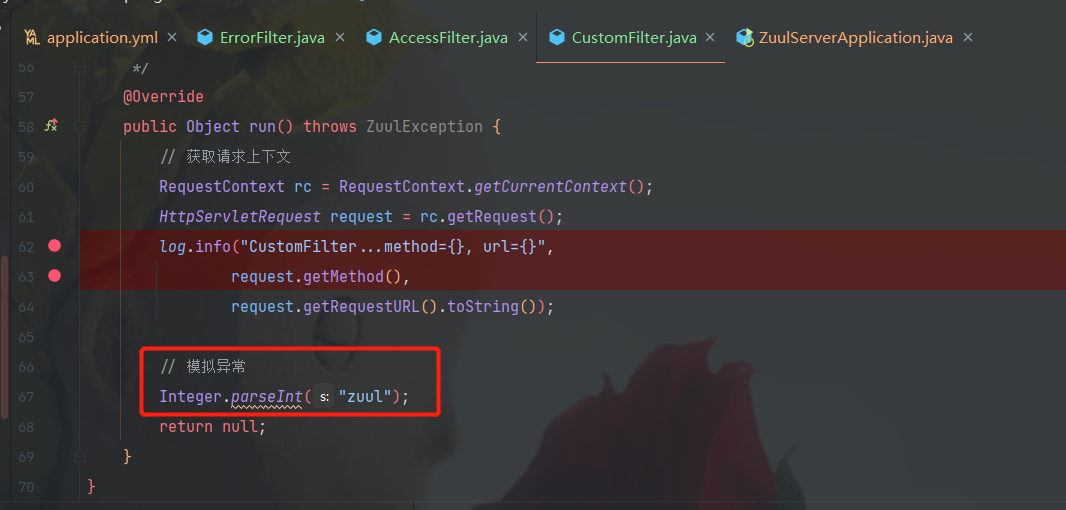 application.yml × ErrorFilter.java × AccessFilter.java × CustomFilter.java × ZuulServerApplication.java ×
56 */
57 @Override
58 public Object run() throws ZuulException {
59 // 获取请求上下文
60 RequestContext rc = RequestContext.getCurrentContext();
61 HttpServletRequest request = rc.getRequest();
62 log.info("CustomFilter...method={}, url={}",
63 request.getMethod(),
64 request.getRequestURL().toString());
65
66 // 模拟异常
67 Integer.parseInt( s: "zuul");
68 return null;
69 }
70 }